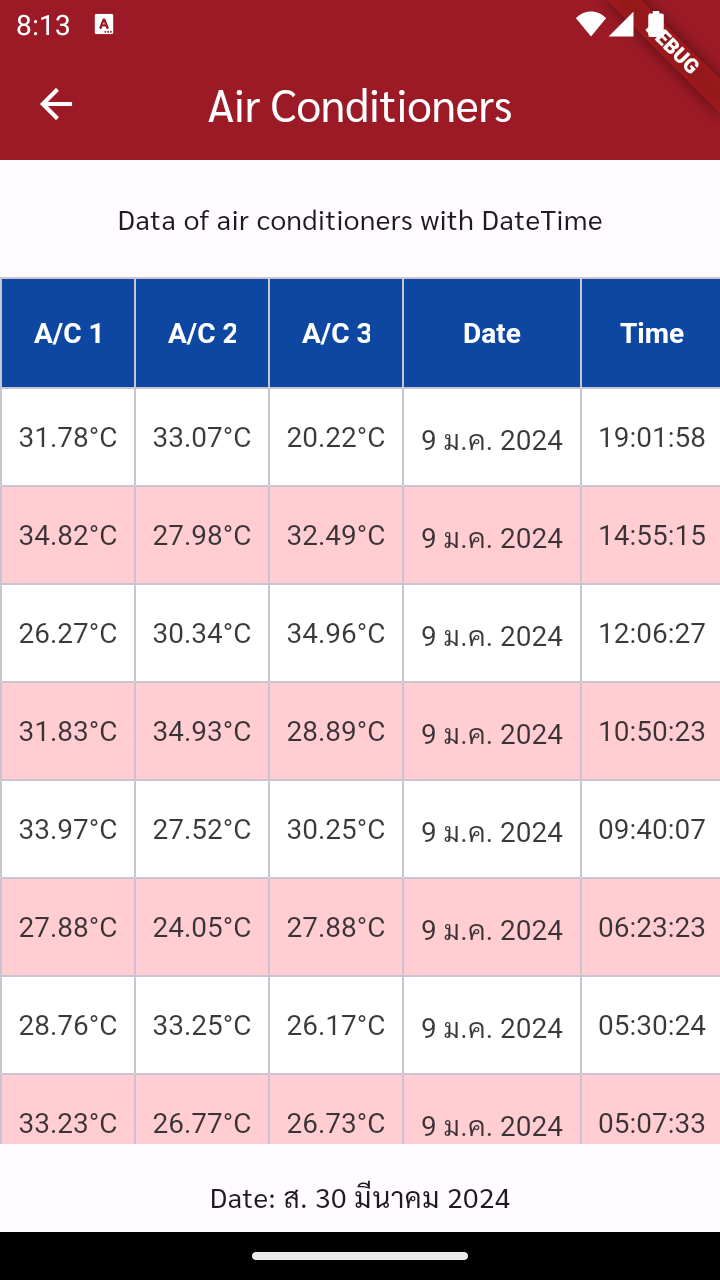 8:13
DEBUG
Air Conditioners
Data of air conditioners with DateTime
A/C 1 A/C 2 A/C 3 Date Time
31.78°C 33.07°C 20.22°C 9 ม.ค. 2024 19:01:58
34.82°C 27.98°C 32.49°C 9 ม.ค. 2024 14:55:15
26.27°C 30.34°C 34.96°C 9 ม.ค. 2024 12:06:27
31.83°C 34.93°C 28.89°C 9 ม.ค. 2024 10:50:23
33.97°C 27.52°C 30.25°C 9 ม.ค. 2024 09:40:07
27.88°C 24.05°C 27.88°C 9 ม.ค. 2024 06:23:23
28.76°C 33.25°C 26.17°C 9 ม.ค. 2024 05:30:24
33.23°C 26.77°C 26.73°C 9 ม.ค. 2024 05:07:33
Date: ส. 30 มีนาคม 2024